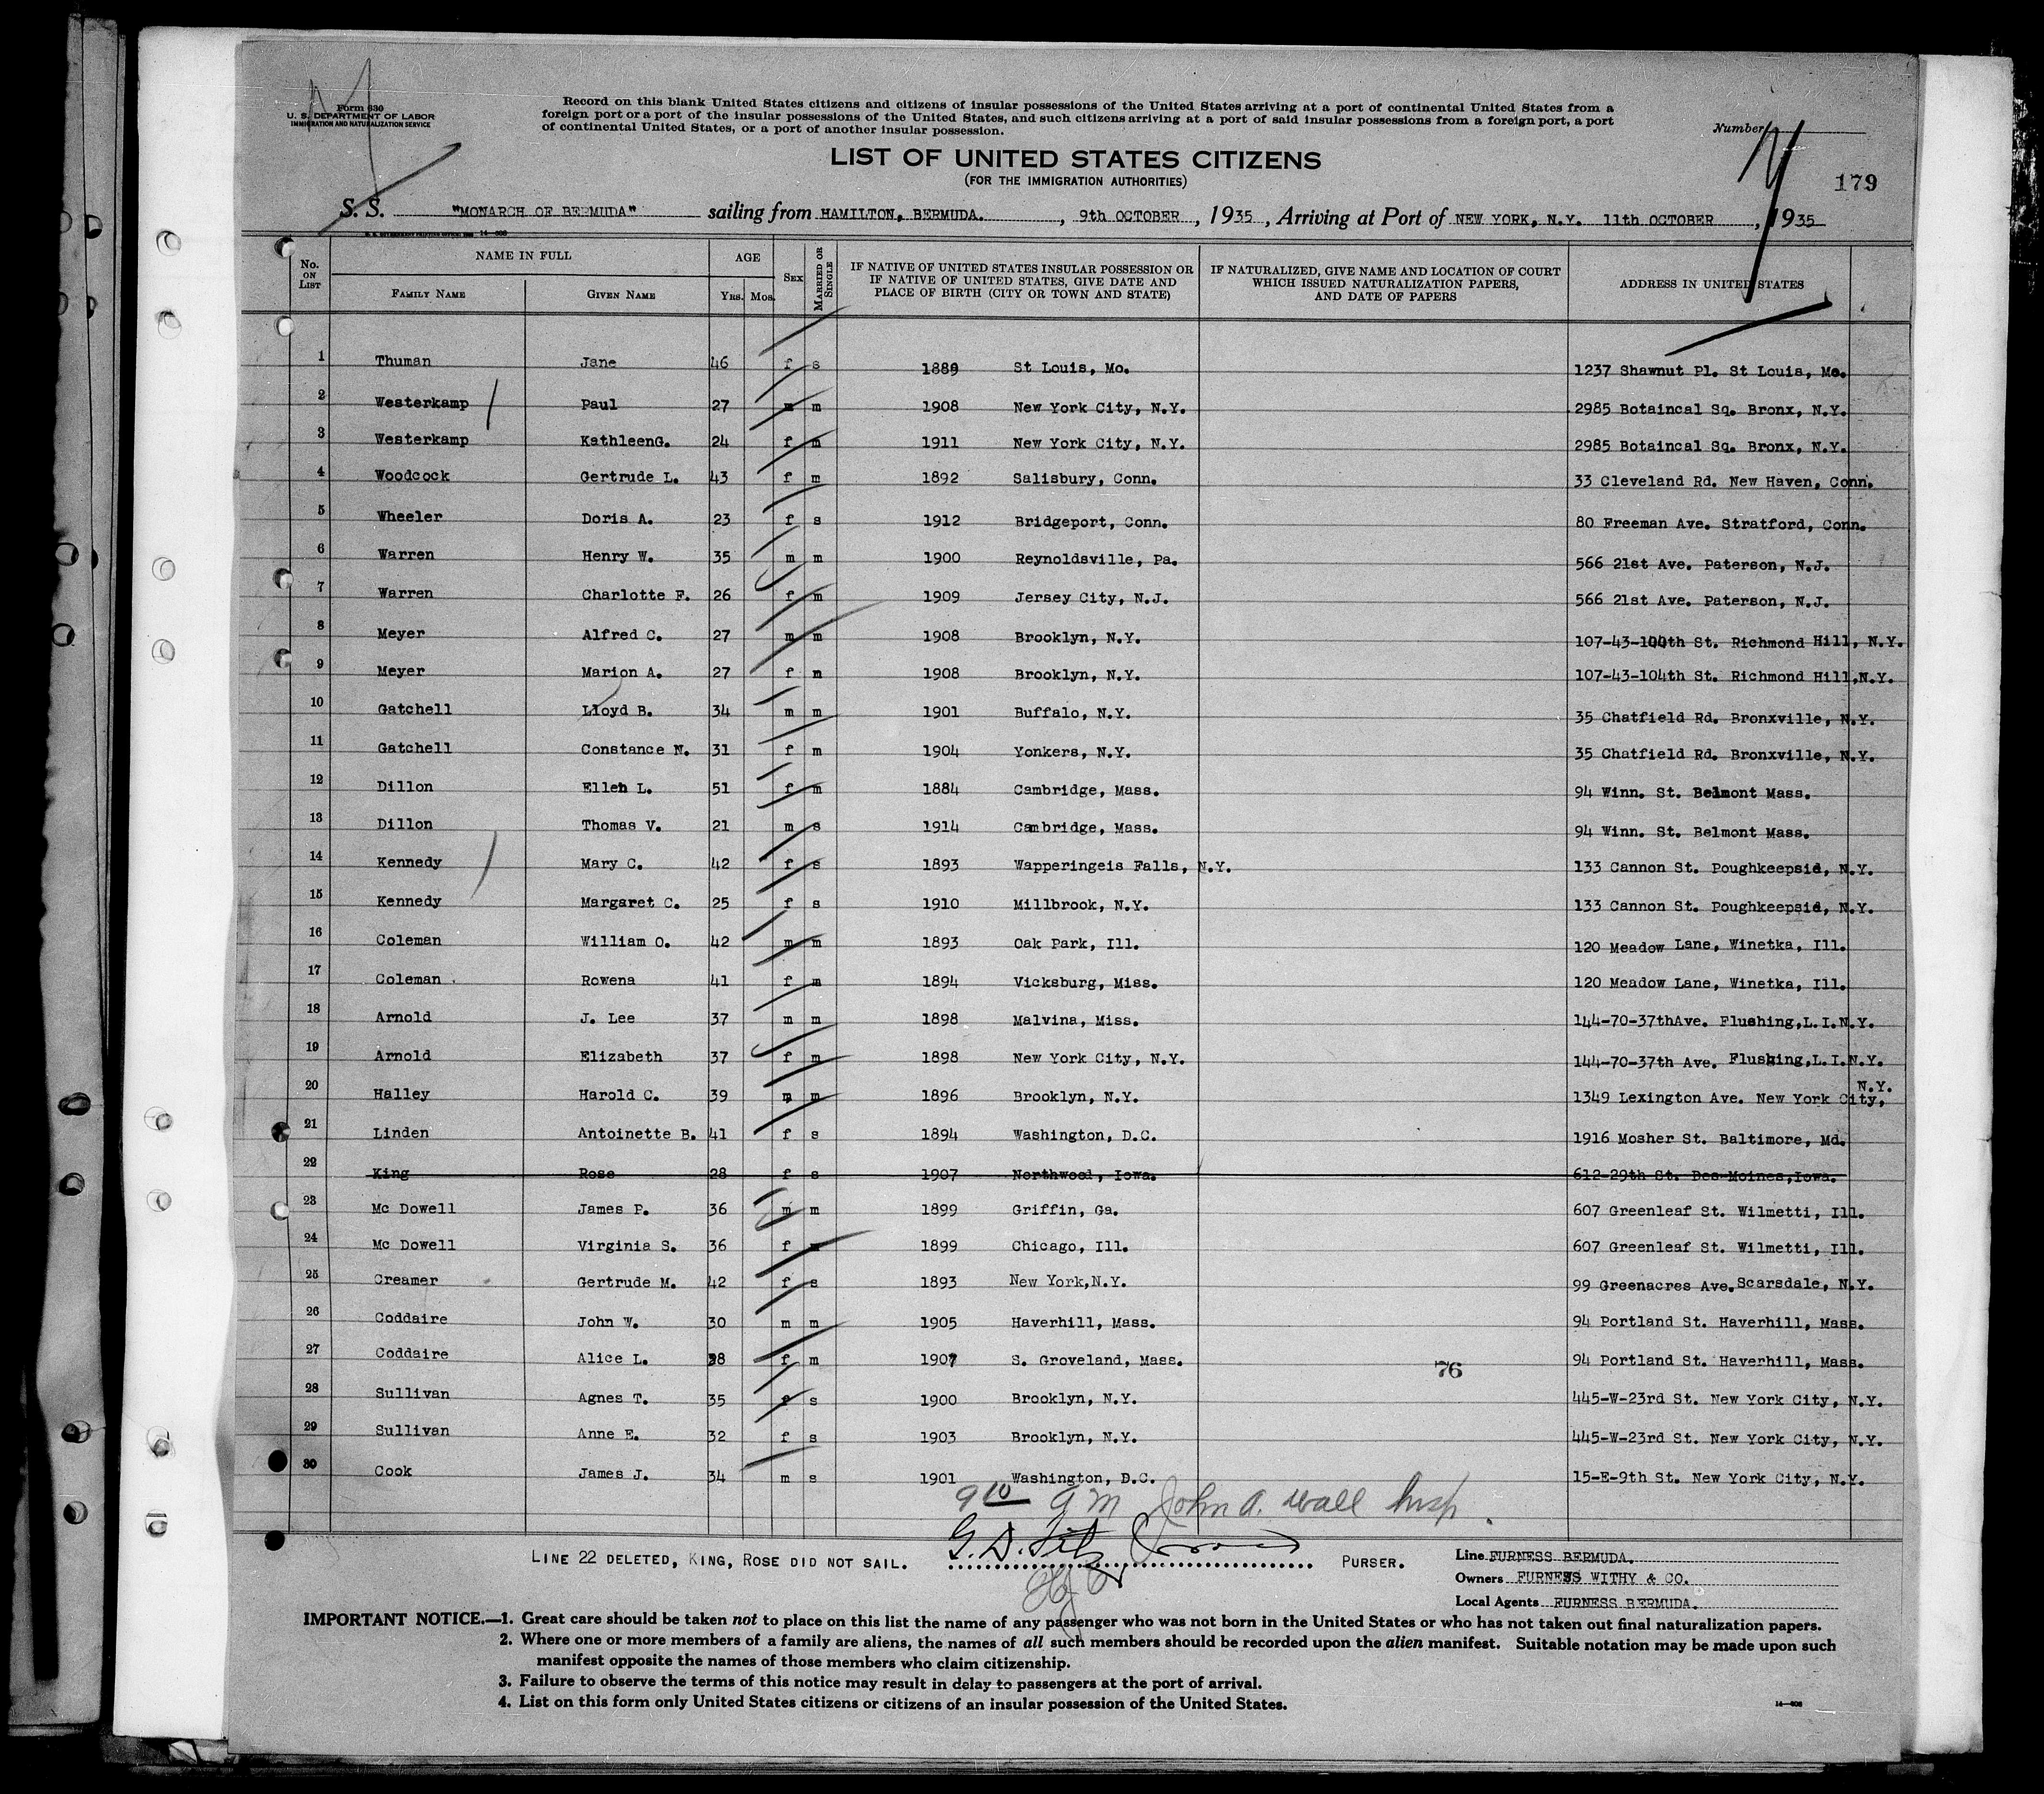 Form 630
U. S. DEPARTMENT OF LABOR
IMMIGRATION AND NATURALIZATION SERVICE
Record on this blank United States citizens and citizens of insular possessions of the United States arriving at a port of continental United States from a
foreign port or a port of the insular possessions of the United States, and such citizens arriving at a port of said insular possessions from a foreign port, a port
of continental United States, or a port of another insular possession.
Number
LIST OF UNITED STATES CITIZENS
(FOR THE IMMIGRATION AUTHORITIES)
179
S. S. "MONARCH OF BERMUDA" sailing from HAMILTON, BERMUDA. , 9th OCTOBER , 1935 , Arriving at Port of NEW YORK, N.Y. 11th OCTOBER , 1935
No. ON LIST NAME IN FULL FAMILY NAME GIVEN NAME AGE YRS. MOS. SEX MARRIED OR SINGLE IF NATIVE OF UNITED STATES INSULAR POSSESSION OR IF NATIVE OF UNITED STATES, GIVE DATE AND PLACE OF BIRTH (CITY OR TOWN AND STATE) IF NATURALIZED, GIVE NAME AND LOCATION OF COURT WHICH ISSUED NATURALIZATION PAPERS, AND DATE OF PAPERS ADDRESS IN UNITED STATES
1 Thuman Jane 46 f s 1889 St Louis, Mo. 1237 Shawnut Pl. St Louis, Mo.
2 Westerkamp Paul 27 m m 1908 New York City, N.Y. 2985 Botaincal Sq. Bronx, N.Y.
3 Westerkamp KathleenG. 24 f m 1911 New York City, N.Y. 2985 Botaincal Sq. Bronx, N.Y.
4 Woodcock Gertrude L. 43 f m 1892 Salisbury, Conn. 33 Cleveland Rd. New Haven, Conn.
5 Wheeler Doris A. 23 f s 1912 Bridgeport, Conn. 80 Freeman Ave. Stratford, Conn.
6 Warren Henry W. 35 m m 1900 Reynoldsville, Pa. 566 21st Ave. Paterson, N.J.
7 Warren Charlotte F. 26 f m 1909 Jersey City, N.J. 566 21st Ave. Paterson, N.J.
8 Meyer Alfred C. 27 m m 1908 Brooklyn, N.Y. 107-43-104th St. Richmond Hill, N.Y.
9 Meyer Marion A. 27 f m 1908 Brooklyn, N.Y. 107-43-104th St. Richmond Hill,N.Y.
10 Gatchell Lloyd B. 34 m m 1901 Buffalo, N.Y. 35 Chatfield Rd. Bronxville, N.Y.
11 Gatchell Constance N. 31 f m 1904 Yonkers, N.Y. 35 Chatfield Rd. Bronxville, N.Y.
12 Dillon Ellen L. 51 f m 1884 Cambridge, Mass. 94 Winn. St. Belmont Mass.
13 Dillon Thomas V. 21 m s 1914 Cambridge, Mass. 94 Winn. St. Belmont Mass.
14 Kennedy Mary C. 42 f s 1893 Wapperingeis Falls, N.Y. 133 Cannon St. Poughkeepsie, N.Y.
15 Kennedy Margaret C. 25 f s 1910 Millbrook, N.Y. 133 Cannon St. Poughkeepsie, N.Y.
16 Coleman William O. 42 m m 1893 Oak Park, Ill. 120 Meadow Lane, Winetka, Ill.
17 Coleman Rowena 41 f m 1894 Vicksburg, Miss. 120 Meadow Lane, Winetka, Ill.
18 Arnold J. Lee 37 m m 1898 Malvina, Miss. 144-70-37thAve. Flushing,L.I.N.Y.
19 Arnold Elizabeth 37 f m 1898 New York City, N.Y. 144-70-37th Ave. Flushing,L.I.N.Y.
20 Halley Harold C. 39 m m 1896 Brooklyn, N.Y. 1349 Lexington Ave. New York City, N.Y.
21 Linden Antoinette B. 41 f s 1894 Washington, D.C. 1916 Mosher St. Baltimore, Md.
22 King Rose 28 f s 1907 Northwood, Iowa. 612-29th St. Des Moines,Iowa.
23 Mc Dowell James P. 36 m m 1899 Griffin, Ga. 607 Greenleaf St. Wilmetti, Ill.
24 Mc Dowell Virginia S. 36 f m 1899 Chicago, Ill. 607 Greenleaf St. Wilmetti, Ill.
25 Creamer Gertrude M. 42 f s 1893 New York,N.Y. 99 Greenacres Ave. Scarsdale, N.Y.
26 Coddaire John W. 30 m m 1905 Haverhill, Mass. 94 Portland St. Haverhill, Mass.
27 Coddaire Alice L. 28 f m 1907 S. Groveland, Mass. 94 Portland St. Haverhill, Mass.
76
28 Sullivan Agnes T. 35 f s 1900 Brooklyn, N.Y. 445-W-23rd St. New York City, N.Y.
29 Sullivan Anne E. 32 f s 1903 Brooklyn, N.Y. 445-W-23rd St. New York City, N.Y.
30 Cook James J. 34 m s 1901 Washington, D.C. 15-E-9th St. New York City, N.Y.
9 10 am John A. Wall Insp.
LINE 22 DELETED, KING, ROSE DID NOT SAIL. G. D. PURSER.
Line FURNESS BERMUDA.
Owners FURNESS WITHY & CO.
Local Agents FURNESS BERMUDA.
IMPORTANT NOTICE.—1. Great care should be taken not to place on this list the name of any passenger who was not born in the United States or who has not taken out final naturalization papers.
2. Where one or more members of a family are aliens, the names of all such members should be recorded upon the alien manifest. Suitable notation may be made upon such
manifest opposite the names of those members who claim citizenship.
3. Failure to observe the terms of this notice may result in delay to passengers at the port of arrival.
4. List on this form only United States citizens or citizens of an insular possession of the United States.